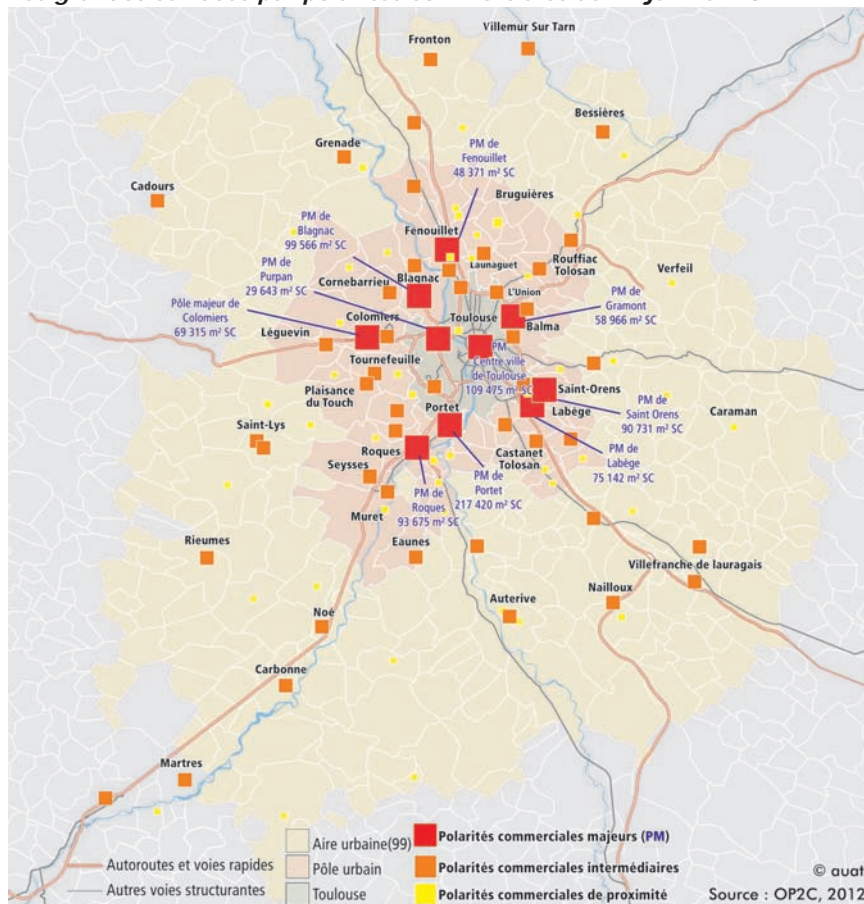 Villemur Sur Tarn
Fronton
Bessières
Grenade
PM de
Fenouillet
48 371 m² SC
Cadours
Bruguières
PM de
Blagnac
99 566 m² SC
Fenouillet
Launaguet
Rouffiac
Tolosan
Verfeil
PM de
Purpan
29 643 m² SC
Cornebarrieu
Blagnac
L'Union
PM de
Gramont
58 966 m² SC
Pôle majeur de
Colomiers
69 315 m² SC
Colomiers
Toulouse
Balma
Léguevin
PM
Centre ville
de Toulouse
109 475 m² SC
Tournefeuille
Saint-Orens
PM de
Saint Orens
90 731 m² SC
Plaisance
du Touch
Labège
Caraman
Portet
Saint-Lys
PM de
Labège
75 142 m² SC
Roques
Castanet
Tolosan
Seysses
PM de
Portet
217 420 m² SC
PM de
Roques
93 675 m² SC
Muret
Rieumes
Eaunes
Villefranche de lauragais
Nailloux
Auterive
Noé
Carbonne
Martres
Autoroutes et voies rapides
Autres voies structurantes
Aire urbaine(99)
Pôle urbain
Toulouse
Polarités commerciales majeurs (PM)
Polarités commerciales intermédiaires
Polarités commerciales de proximité
© auat
Source : OP2C, 2012